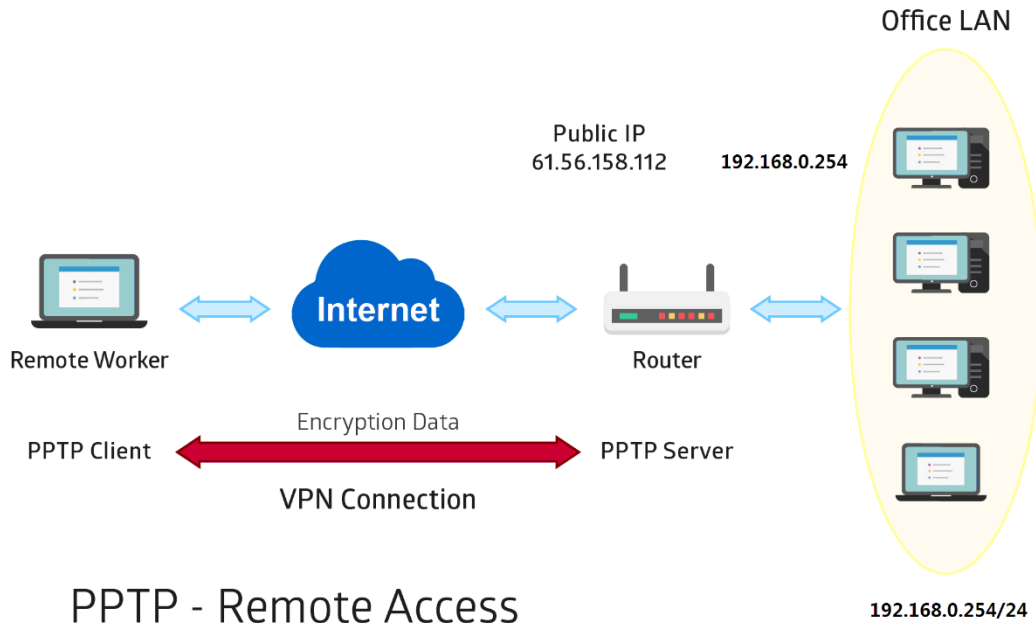 Office LAN
Public IP
61.56.158.112
192.168.0.254
Internet
Remote Worker
Router
Encryption Data
PPTP Client
PPTP Server
VPN Connection
PPTP - Remote Access
192.168.0.254/24